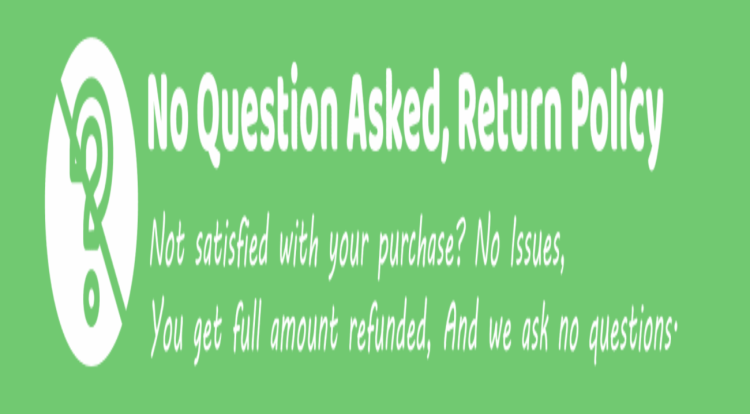 No Question Asked, Return Policy
Not satisfied with your purchase? No Issues,
You get full amount refunded, And we ask no questions.